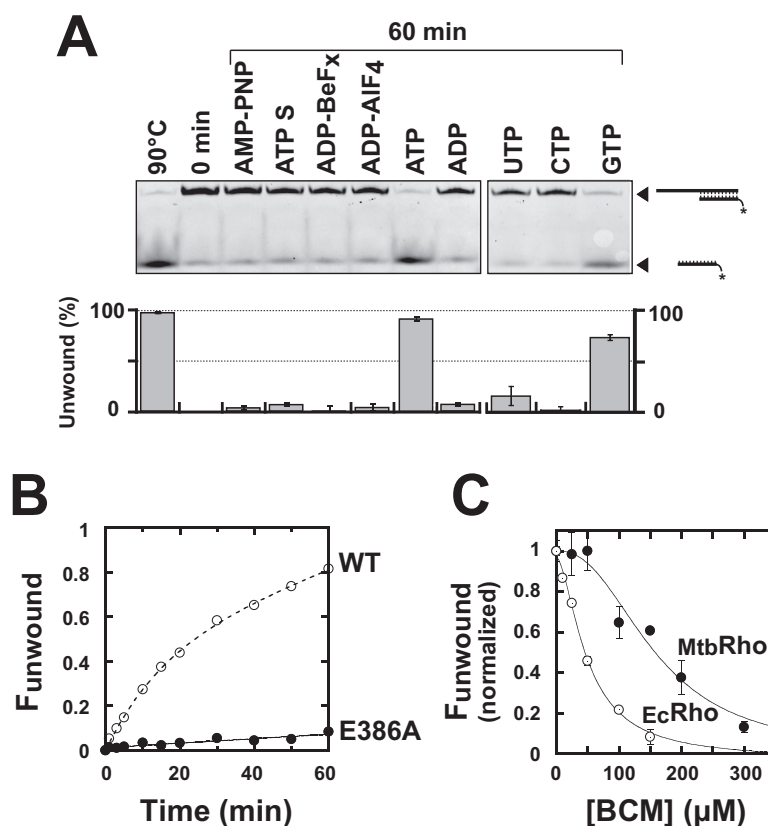 A
60 min
90°C
0 min
AMP-PNP
ATP S
ADP-BeFx
ADP-AlF4
ATP
ADP
UTP
CTP
GTP
*
*
Unwound (%)
100
0
100
0
B
Funwound
1
0.8
0.6
0.4
0.2
0
WT
E386A
0
20
40
60
Time (min)
C
Funwound
(normalized)
1
0.8
0.6
0.4
0.2
0
MtbRho
EcRho
0
100
200
300
[BCM] (µM)